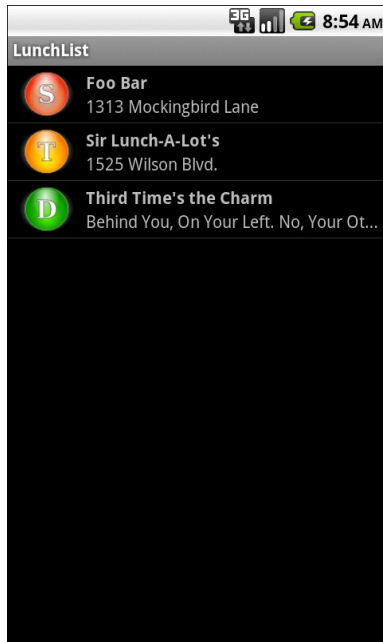 3G 8:54 AM
LunchList
S
Foo Bar
1313 Mockingbird Lane
T
Sir Lunch-A-Lot's
1525 Wilson Blvd.
D
Third Time's the Charm
Behind You, On Your Left. No, Your Ot...